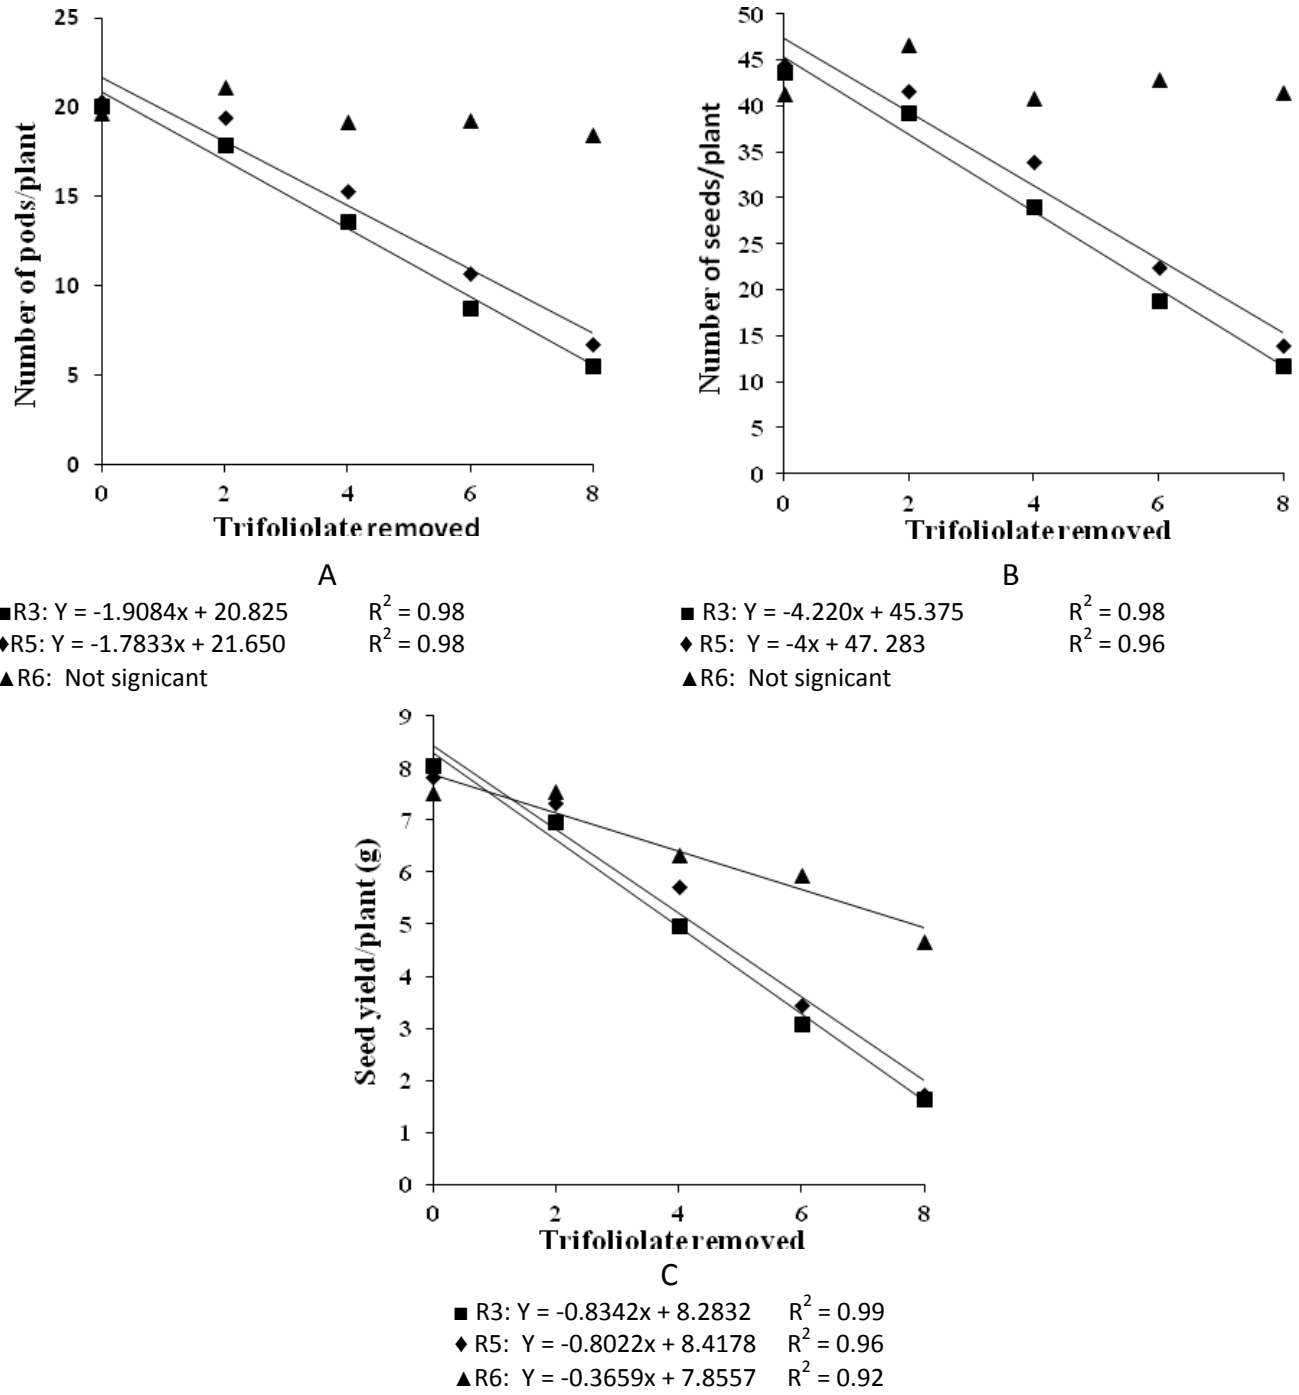 25
20
15
10
5
0
0 2 4 6 8
Number of pods/plant
Trifoliolate removed
A
■R3: Y = -1.9084x + 20.825 R² = 0.98
♦R5: Y = -1.7833x + 21.650 R² = 0.98
▲R6: Not signicant
50
45
40
35
30
25
20
15
10
5
0
0 2 4 6 8
Number of seeds/plant
Trifoliolate removed
B
■ R3: Y = -4.220x + 45.375 R² = 0.98
♦ R5: Y = -4x + 47. 283 R² = 0.96
▲R6: Not signicant
9
8
7
6
5
4
3
2
1
0
0 2 4 6 8
Seed yield/plant (g)
Trifoliolate removed
C
■ R3: Y = -0.8342x + 8.2832 R² = 0.99
♦ R5: Y = -0.8022x + 8.4178 R² = 0.96
▲R6: Y = -0.3659x + 7.8557 R² = 0.92